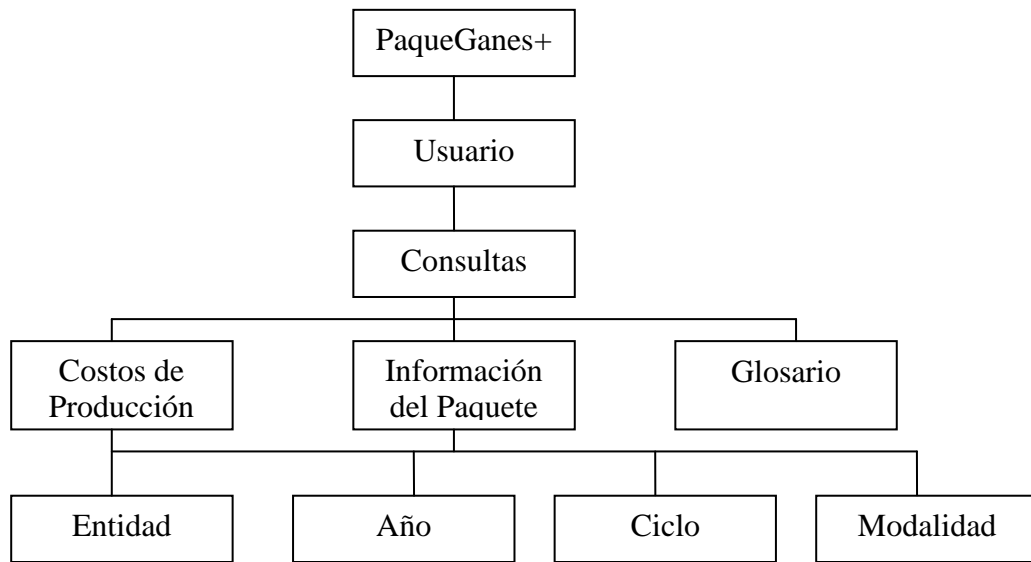 PaqueGanes+
Usuario
Consultas
Costos de
Producción
Información
del Paquete
Glosario
Entidad
Año
Ciclo
Modalidad